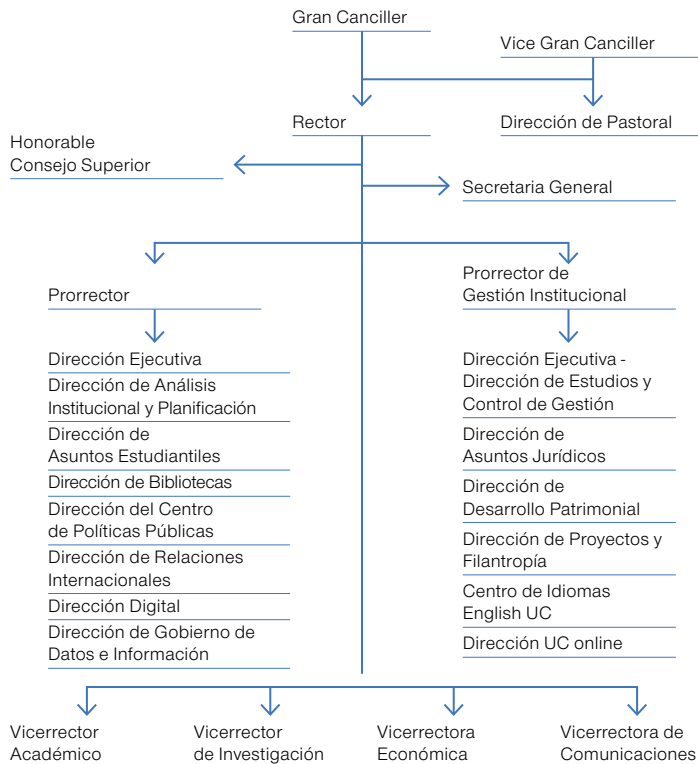 Gran Canciller
Vice Gran Canciller
Rector
Dirección de Pastoral
Honorable
Consejo Superior
Secretaria General
Prorrector
Dirección Ejecutiva
Dirección de Análisis
Institucional y Planificación
Dirección de
Asuntos Estudiantiles
Dirección de Bibliotecas
Dirección del Centro
de Políticas Públicas
Dirección de Relaciones
Internacionales
Dirección Digital
Dirección de Gobierno de
Datos e Información
Prorrector de
Gestión Institucional
Dirección Ejecutiva -
Dirección de Estudios y
Control de Gestión
Dirección de
Asuntos Jurídicos
Dirección de
Desarrollo Patrimonial
Dirección de Proyectos y
Filantropía
Centro de Idiomas
English UC
Dirección UC online
Vicerrector
Académico
Vicerrector
de Investigación
Vicerrectora
Económica
Vicerrectora de
Comunicaciones